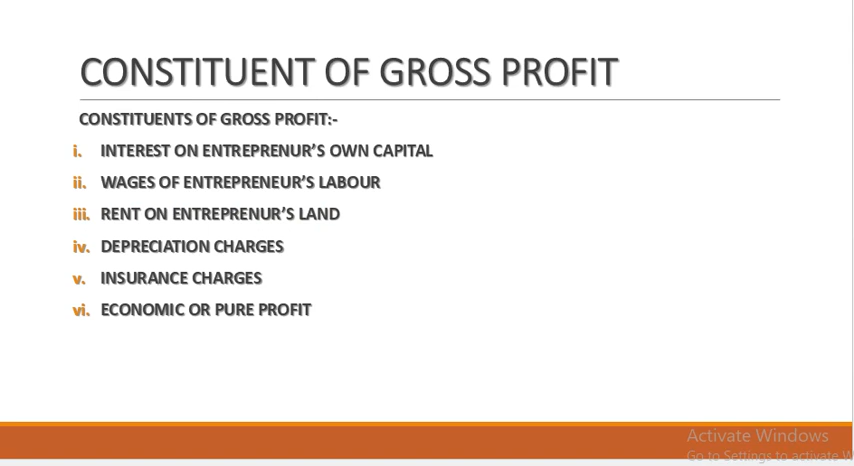 CONSTITUENT OF GROSS PROFIT
CONSTITUENTS OF GROSS PROFIT:-
i. INTEREST ON ENTREPRENUR'S OWN CAPITAL
ii. WAGES OF ENTREPRENEUR'S LABOUR
iii. RENT ON ENTREPRENUR'S LAND
iv. DEPRECIATION CHARGES
v. INSURANCE CHARGES
vi. ECONOMIC OR PURE PROFIT
Activate Windows
Go to Settings to activate W